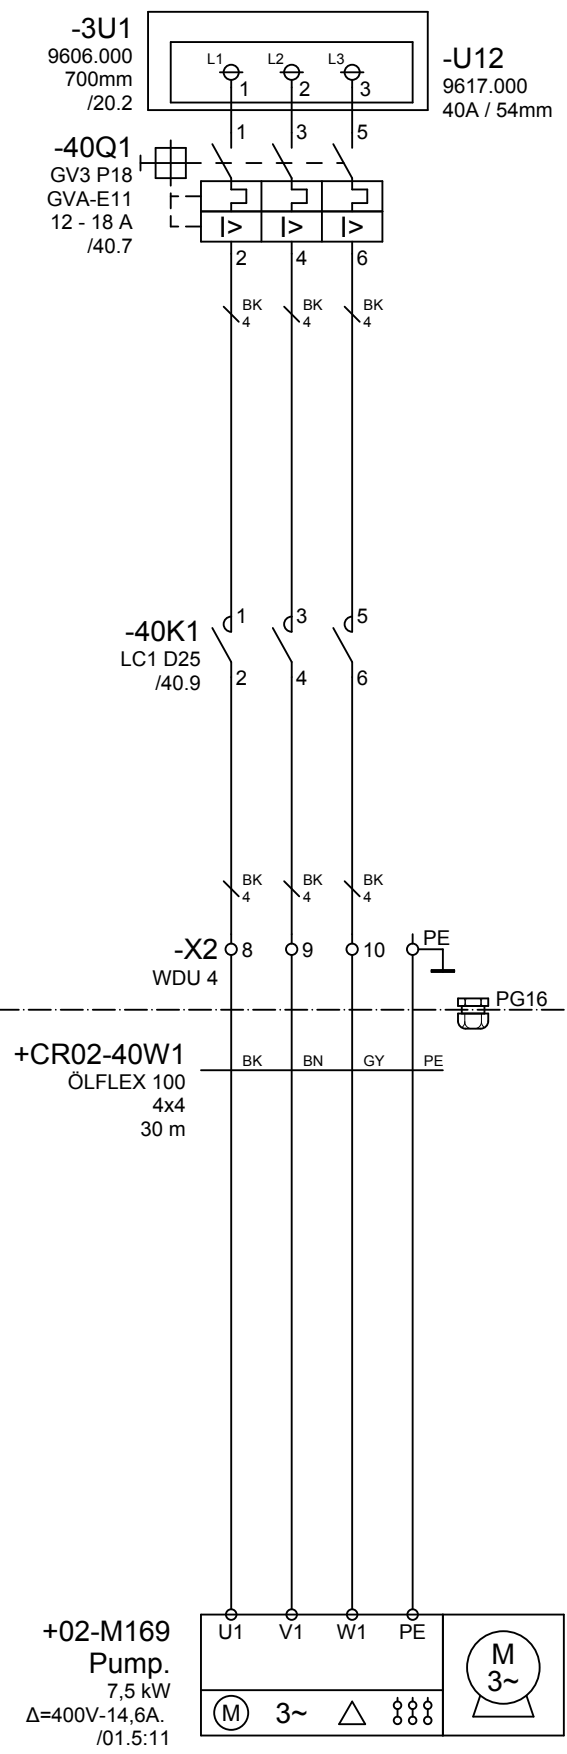 -3U1
9606.000
700mm
/20.2
L1 L2 L3
1 2 3
-U12
9617.000
40A / 54mm
1 3 5
-40Q1
GV3 P18
GVA-E11
12 - 18 A
/40.7
I> I> I>
2 4 6
BK BK BK
4 4 4
1 3 5
-40K1
LC1 D25
/40.9
2 4 6
BK BK BK
4 4 4
-X2 8 9 10 PE
WDU 4
PG16
+CR02-40W1 BK BN GY PE
ÖLFLEX 100
4x4
30 m
+02-M169
Pump.
7,5 kW
Δ=400V-14,6A.
/01.5:11
U1 V1 W1 PE
M 3~
M
3~